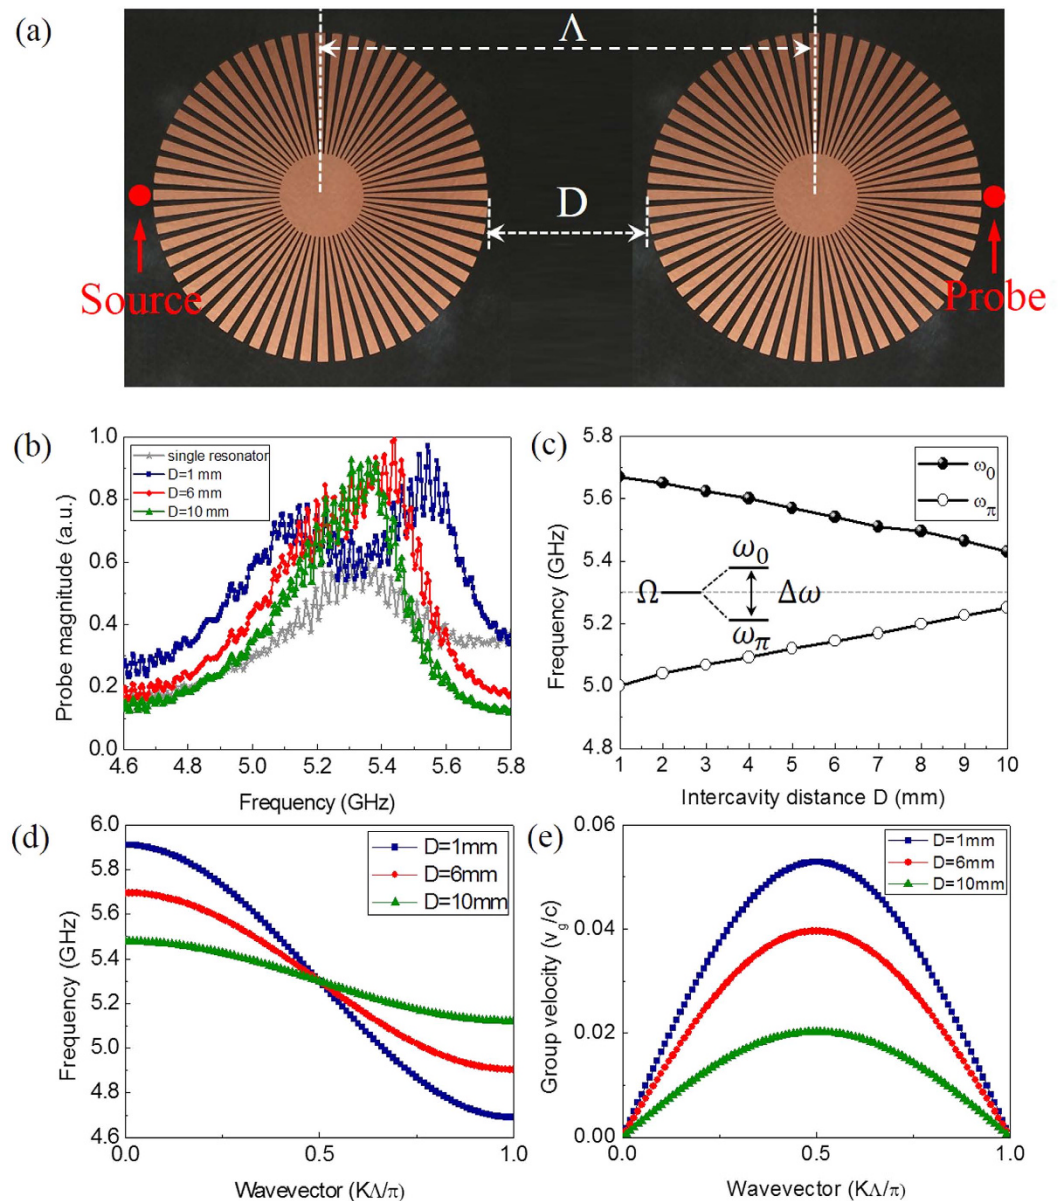 (a)
Λ
D
Source
Probe
(b)
1.0
0.8
0.6
0.4
0.2
0.0
Probe magnitude (a.u.)
single resonator
D=1 mm
D=6 mm
D=10 mm
4.6 4.8 5.0 5.2 5.4 5.6 5.8
Frequency (GHz)
(c)
5.8
5.6
5.4
5.2
5.0
4.8
Frequency (GHz)
ω0
ωπ
ω0
Ω
Δω
ωπ
1 2 3 4 5 6 7 8 9 10
Intercavity distance D (mm)
(d)
6.0
5.8
5.6
5.4
5.2
5.0
4.8
4.6
Frequency (GHz)
D=1mm
D=6mm
D=10mm
0.0 0.5 1.0
Wavevector (KΛ/π)
(e)
0.06
0.04
0.02
0.00
Group velocity (vg/c)
D=1mm
D=6mm
D=10mm
0.0 0.5 1.0
Wavevector (KΛ/π)